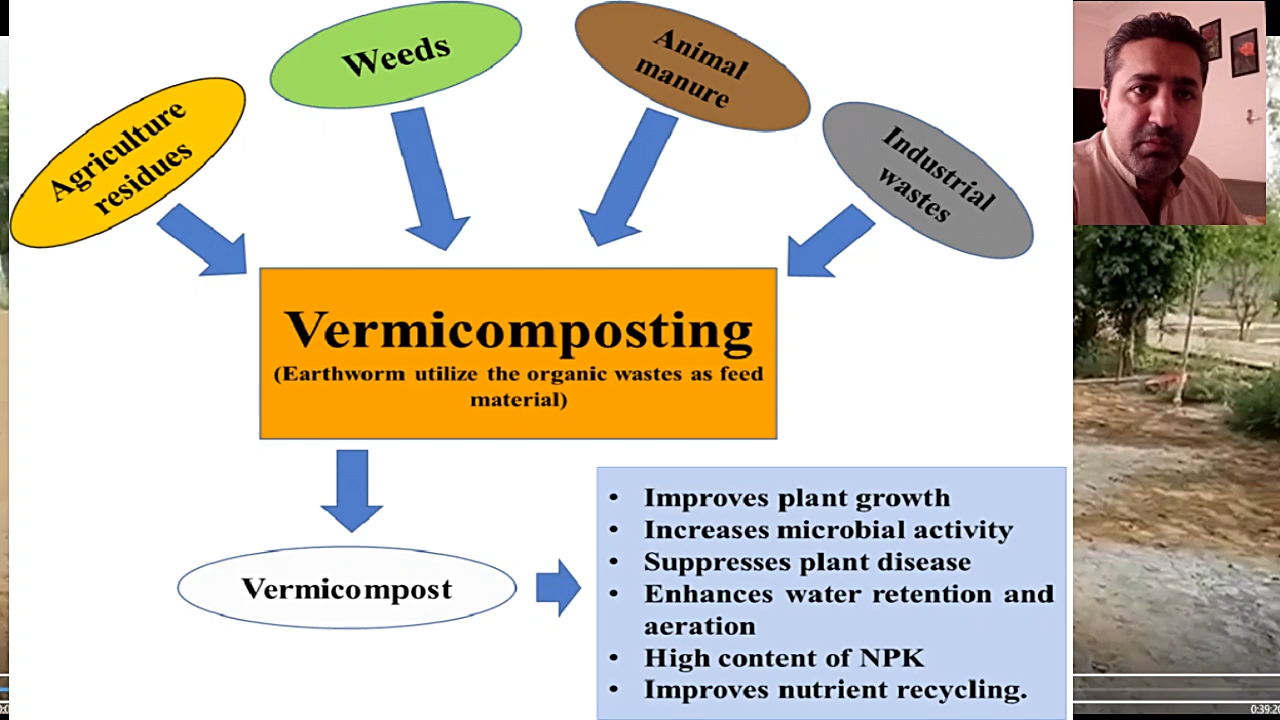 Weeds
Animal
manure
Agriculture
residues
Industrial
wastes
Vermicomposting
(Earthworm utilize the organic wastes as feed
material)
Vermicompost
• Improves plant growth
• Increases microbial activity
• Suppresses plant disease
• Enhances water retention and
aeration
• High content of NPK
• Improves nutrient recycling.